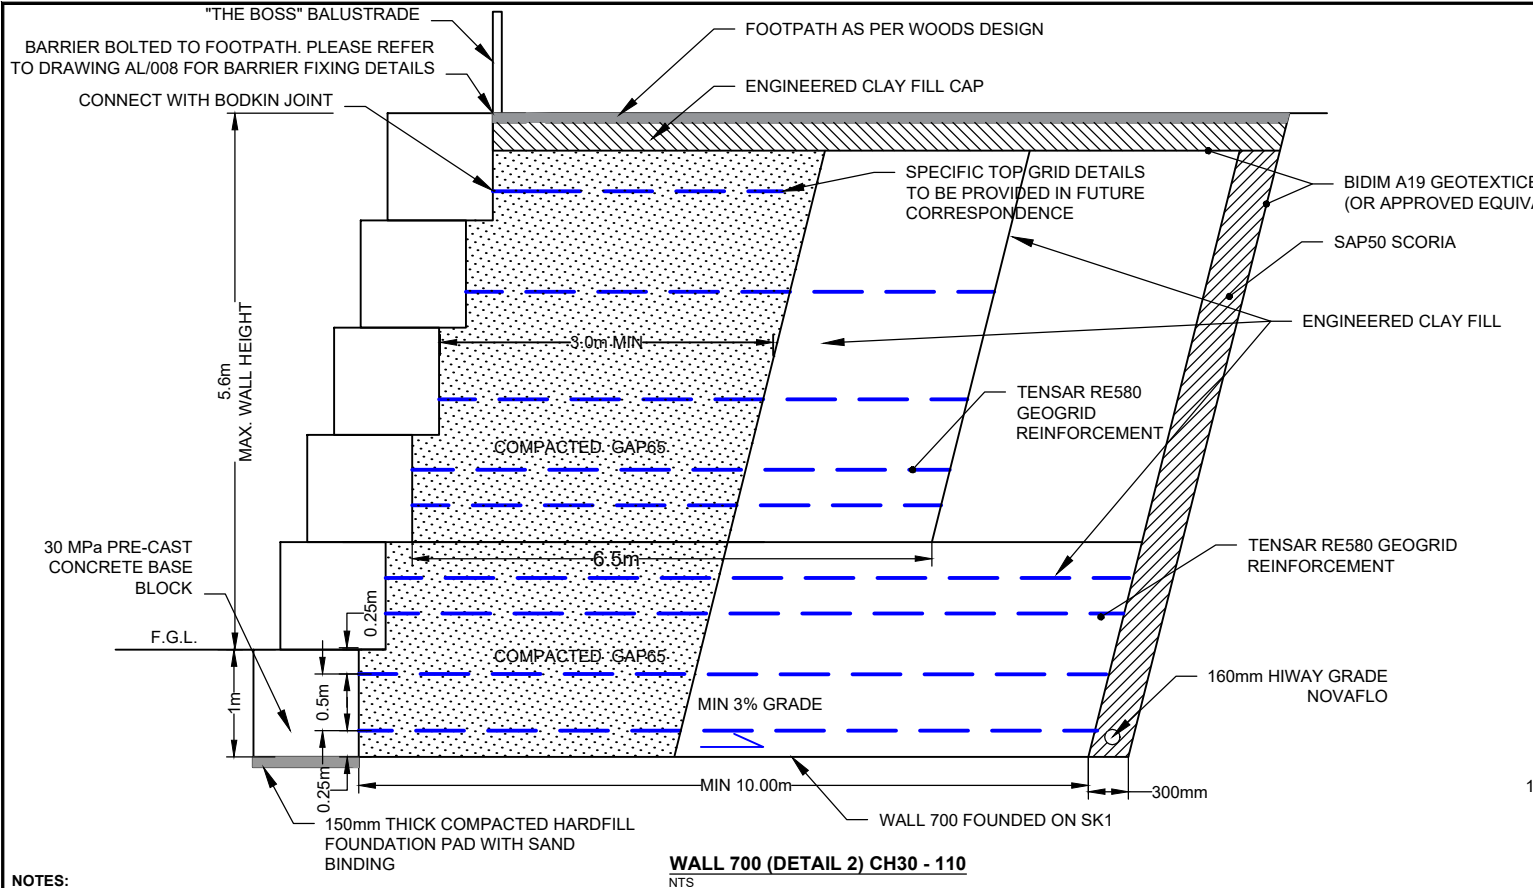 "THE BOSS" BALUSTRADE
BARRIER BOLTED TO FOOTPATH. PLEASE REFER
TO DRAWING AL/008 FOR BARRIER FIXING DETAILS
CONNECT WITH BODKIN JOINT
FOOTPATH AS PER WOODS DESIGN
ENGINEERED CLAY FILL CAP
SPECIFIC TOP GRID DETAILS
TO BE PROVIDED IN FUTURE
CORRESPONDENCE
BIDIM A19 GEOTEXTICE
(OR APPROVED EQUIVA
SAP50 SCORIA
ENGINEERED CLAY FILL
5.6m
MAX. WALL HEIGHT
3.0m MIN
TENSAR RE580
GEOGRID
REINFORCEMENT
COMPACTED GAP65
6.5m
30 MPa PRE-CAST
CONCRETE BASE
BLOCK
TENSAR RE580 GEOGRID
REINFORCEMENT
0.25m
F.G.L.
COMPACTED GAP65
160mm HIWAY GRADE
NOVAFLO
1m
0.5m
MIN 3% GRADE
0.25m
MIN 10.00m
300mm
1
150mm THICK COMPACTED HARDFILL
FOUNDATION PAD WITH SAND
BINDING
WALL 700 FOUNDED ON SK1
WALL 700 (DETAIL 2) CH30 - 110
NTS
NOTES: